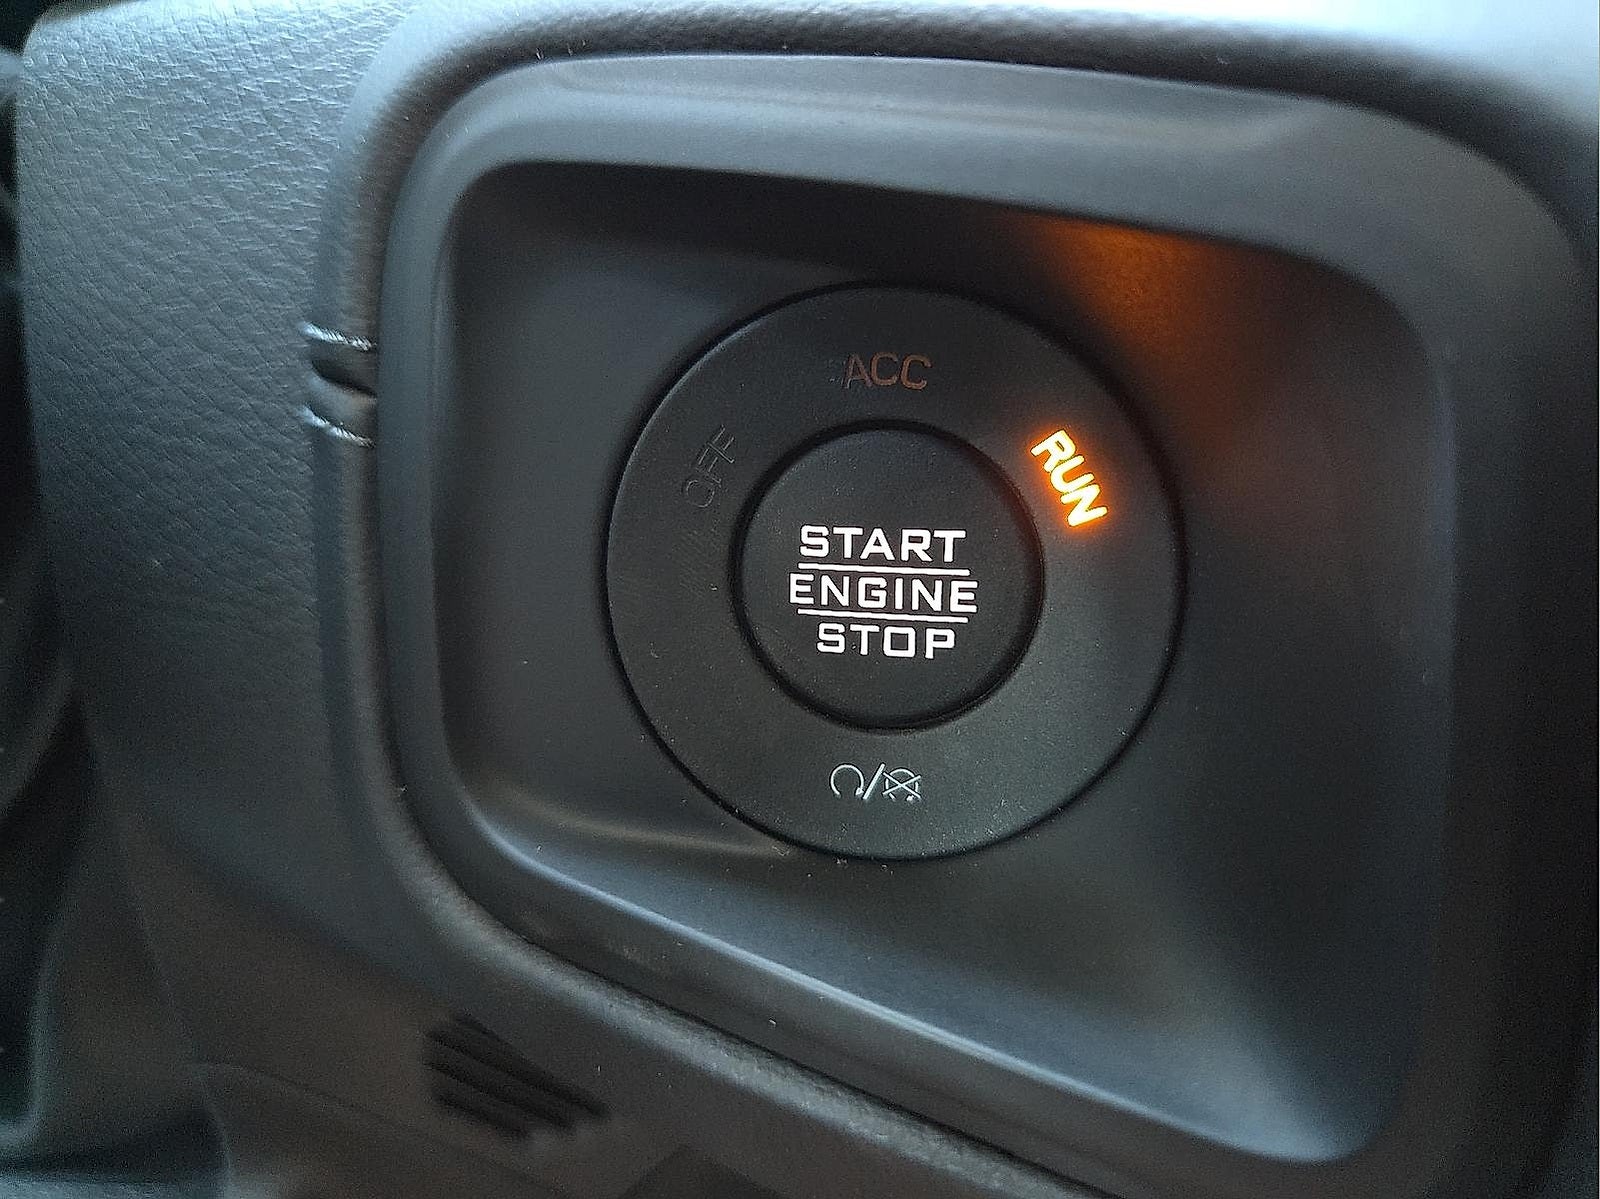 ACC
OFF
RUN
START
ENGINE
STOP